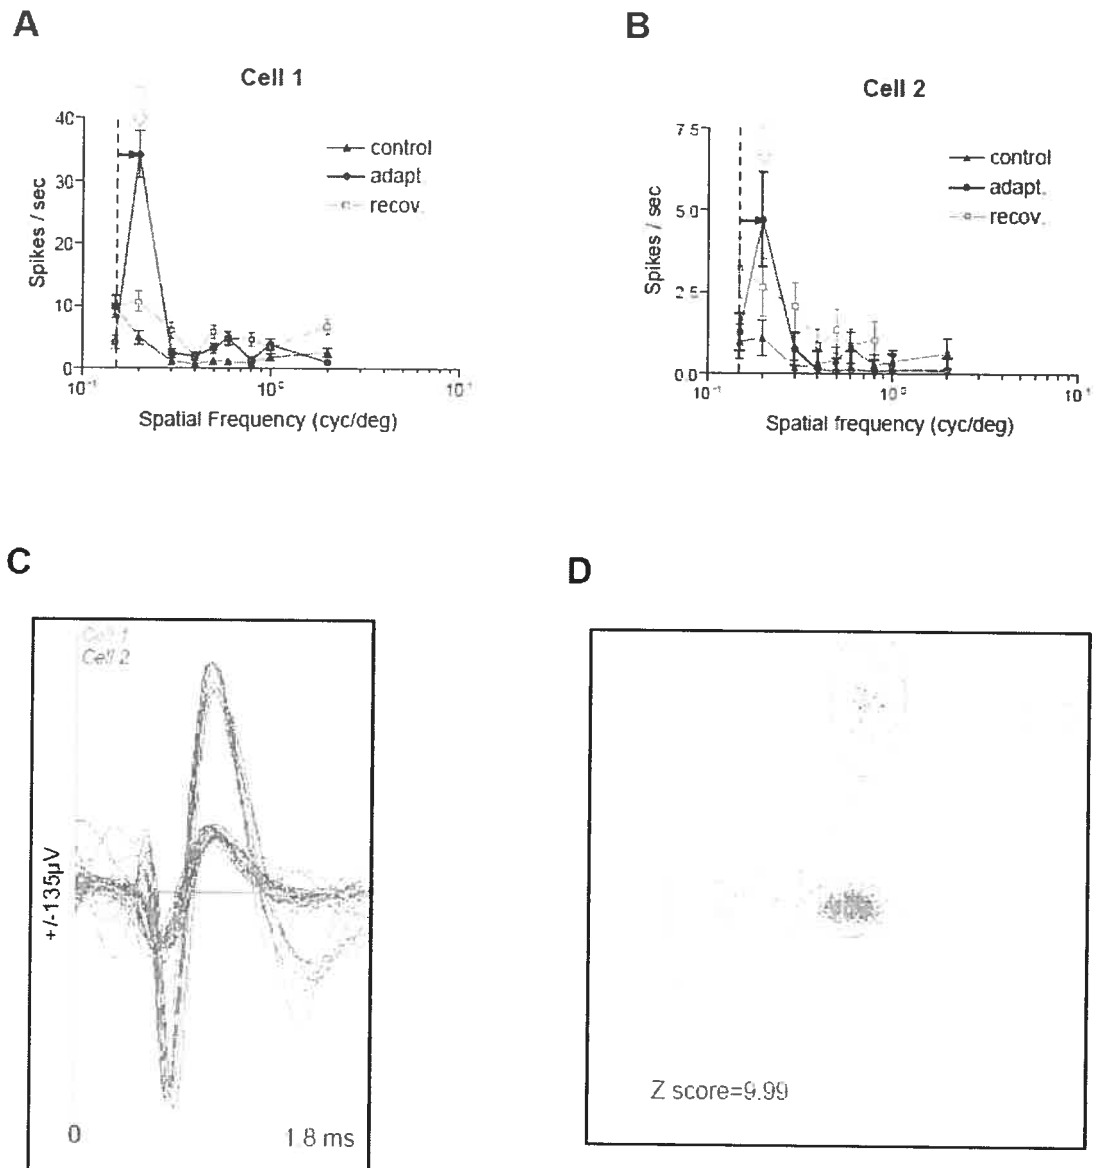 A
Cell 1
Spikes / sec
40
30
20
10
0
control
adapt.
recov.
10⁻¹
10⁰
10¹
Spatial Frequency (cyc/deg)
B
Cell 2
Spikes / sec
7.5
5.0
2.5
0.0
control
adapt.
recov.
10⁻¹
10⁰
10¹
Spatial frequency (cyc/deg)
C
Cell 1
Cell 2
+/-135µV
0
1.8 ms
D
Z score=9.99